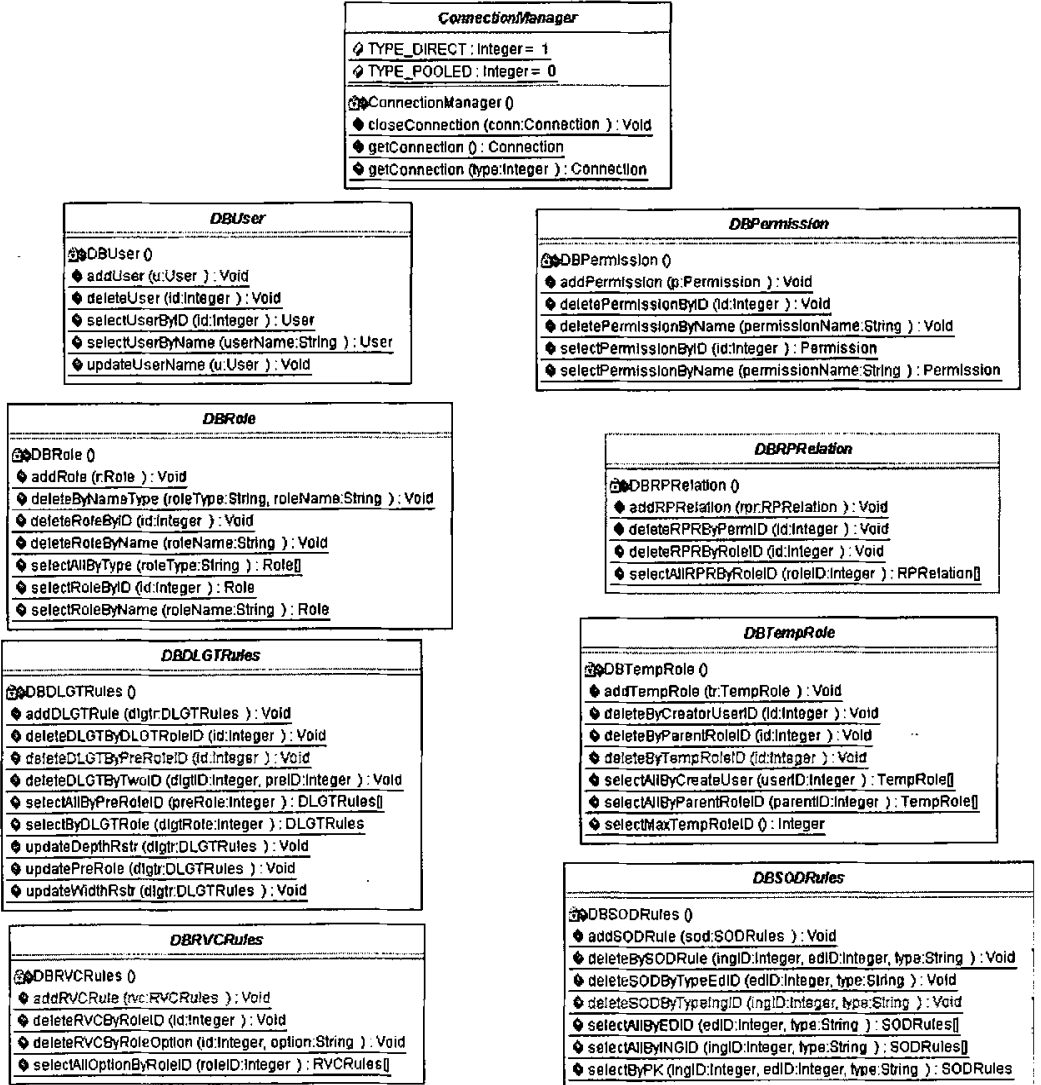 ConnectionManager
TYPE_DIRECT : Integer = 1
TYPE_POOLED : Integer = 0
ConnectionManager ()
closeConnection (conn:Connection ) : Void
getConnection () : Connection
getConnection (type:Integer ) : Connection
DBUser
DBUser ()
addUser (u:User ) : Void
deleteUser (id:Integer ) : Void
selectUserByID (id:Integer ) : User
selectUserByName (userName:String ) : User
updateUserName (u:User ) : Void
DBPermission
DBPermission ()
addPermission (p:Permission ) : Void
deletePermissionByID (id:Integer ) : Void
deletePermissionByName (permissionName:String ) : Void
selectPermissionByID (id:Integer ) : Permission
selectPermissionByName (permissionName:String ) : Permission
DBRole
DBRole ()
addRole (r:Role ) : Void
deleteByNameType (roleType:String, roleName:String ) : Void
deleteRoleByID (id:Integer ) : Void
deleteRoleByName (roleName:String ) : Void
selectAllByType (roleType:String ) : Role[]
selectRoleByID (id:Integer ) : Role
selectRoleByName (roleName:String ) : Role
DBRPRelation
DBRPRelation ()
addRPRelation (rpr:RPRelation ) : Void
deleteRPRByPermID (id:Integer ) : Void
deleteRPRByRoleID (id:Integer ) : Void
selectAllRPRByRoleID (roleID:Integer ) : RPRelation[]
DBDLGTRules
DBDLGTRules ()
addDLGTRule (dlgtr:DLGTRules ) : Void
deleteDLGTByDLGTRoleID (id:Integer ) : Void
deleteDLGTByPreRoleID (id:Integer ) : Void
deleteDLGTByTwoID (dlgtID:Integer, preID:Integer ) : Void
selectAllByPreRoleID (preRole:Integer ) : DLGTRules[]
selectByDLGTRole (dlgtRole:Integer ) : DLGTRules
updateDepthRstr (dlgtr:DLGTRules ) : Void
updatePreRole (dlgtr:DLGTRules ) : Void
updateWidthRstr (dlgtr:DLGTRules ) : Void
DBTempRole
DBTempRole ()
addTempRole (tr:TempRole ) : Void
deleteByCreatorUserID (id:Integer ) : Void
deleteByParentRoleID (id:Integer ) : Void
deleteByTempRoleID (id:Integer ) : Void
selectAllByCreateUser (userID:Integer ) : TempRole[]
selectAllByParentRoleID (parentID:Integer ) : TempRole[]
selectMaxTempRoleID () : Integer
DBRVCRules
DBRVCRules ()
addRVCRule (rvc:RVCRules ) : Void
deleteRVCByRoleID (id:Integer ) : Void
deleteRVCByRoleOption (id:Integer, option:String ) : Void
selectAllOptionByRoleID (roleID:Integer ) : RVCRules[]
DBSODRules
DBSODRules ()
addSODRule (sod:SODRules ) : Void
deleteBySODRule (ingID:Integer, edID:Integer, type:String ) : Void
deleteSODByTypeEdID (edID:Integer, type:String ) : Void
deleteSODByTypeIngID (ingID:Integer, type:String ) : Void
selectAllByEDID (edID:Integer, type:String ) : SODRules[]
selectAllByINGID (ingID:Integer, type:String ) : SODRules[]
selectByPK (ingID:Integer, edID:Integer, type:String ) : SODRules